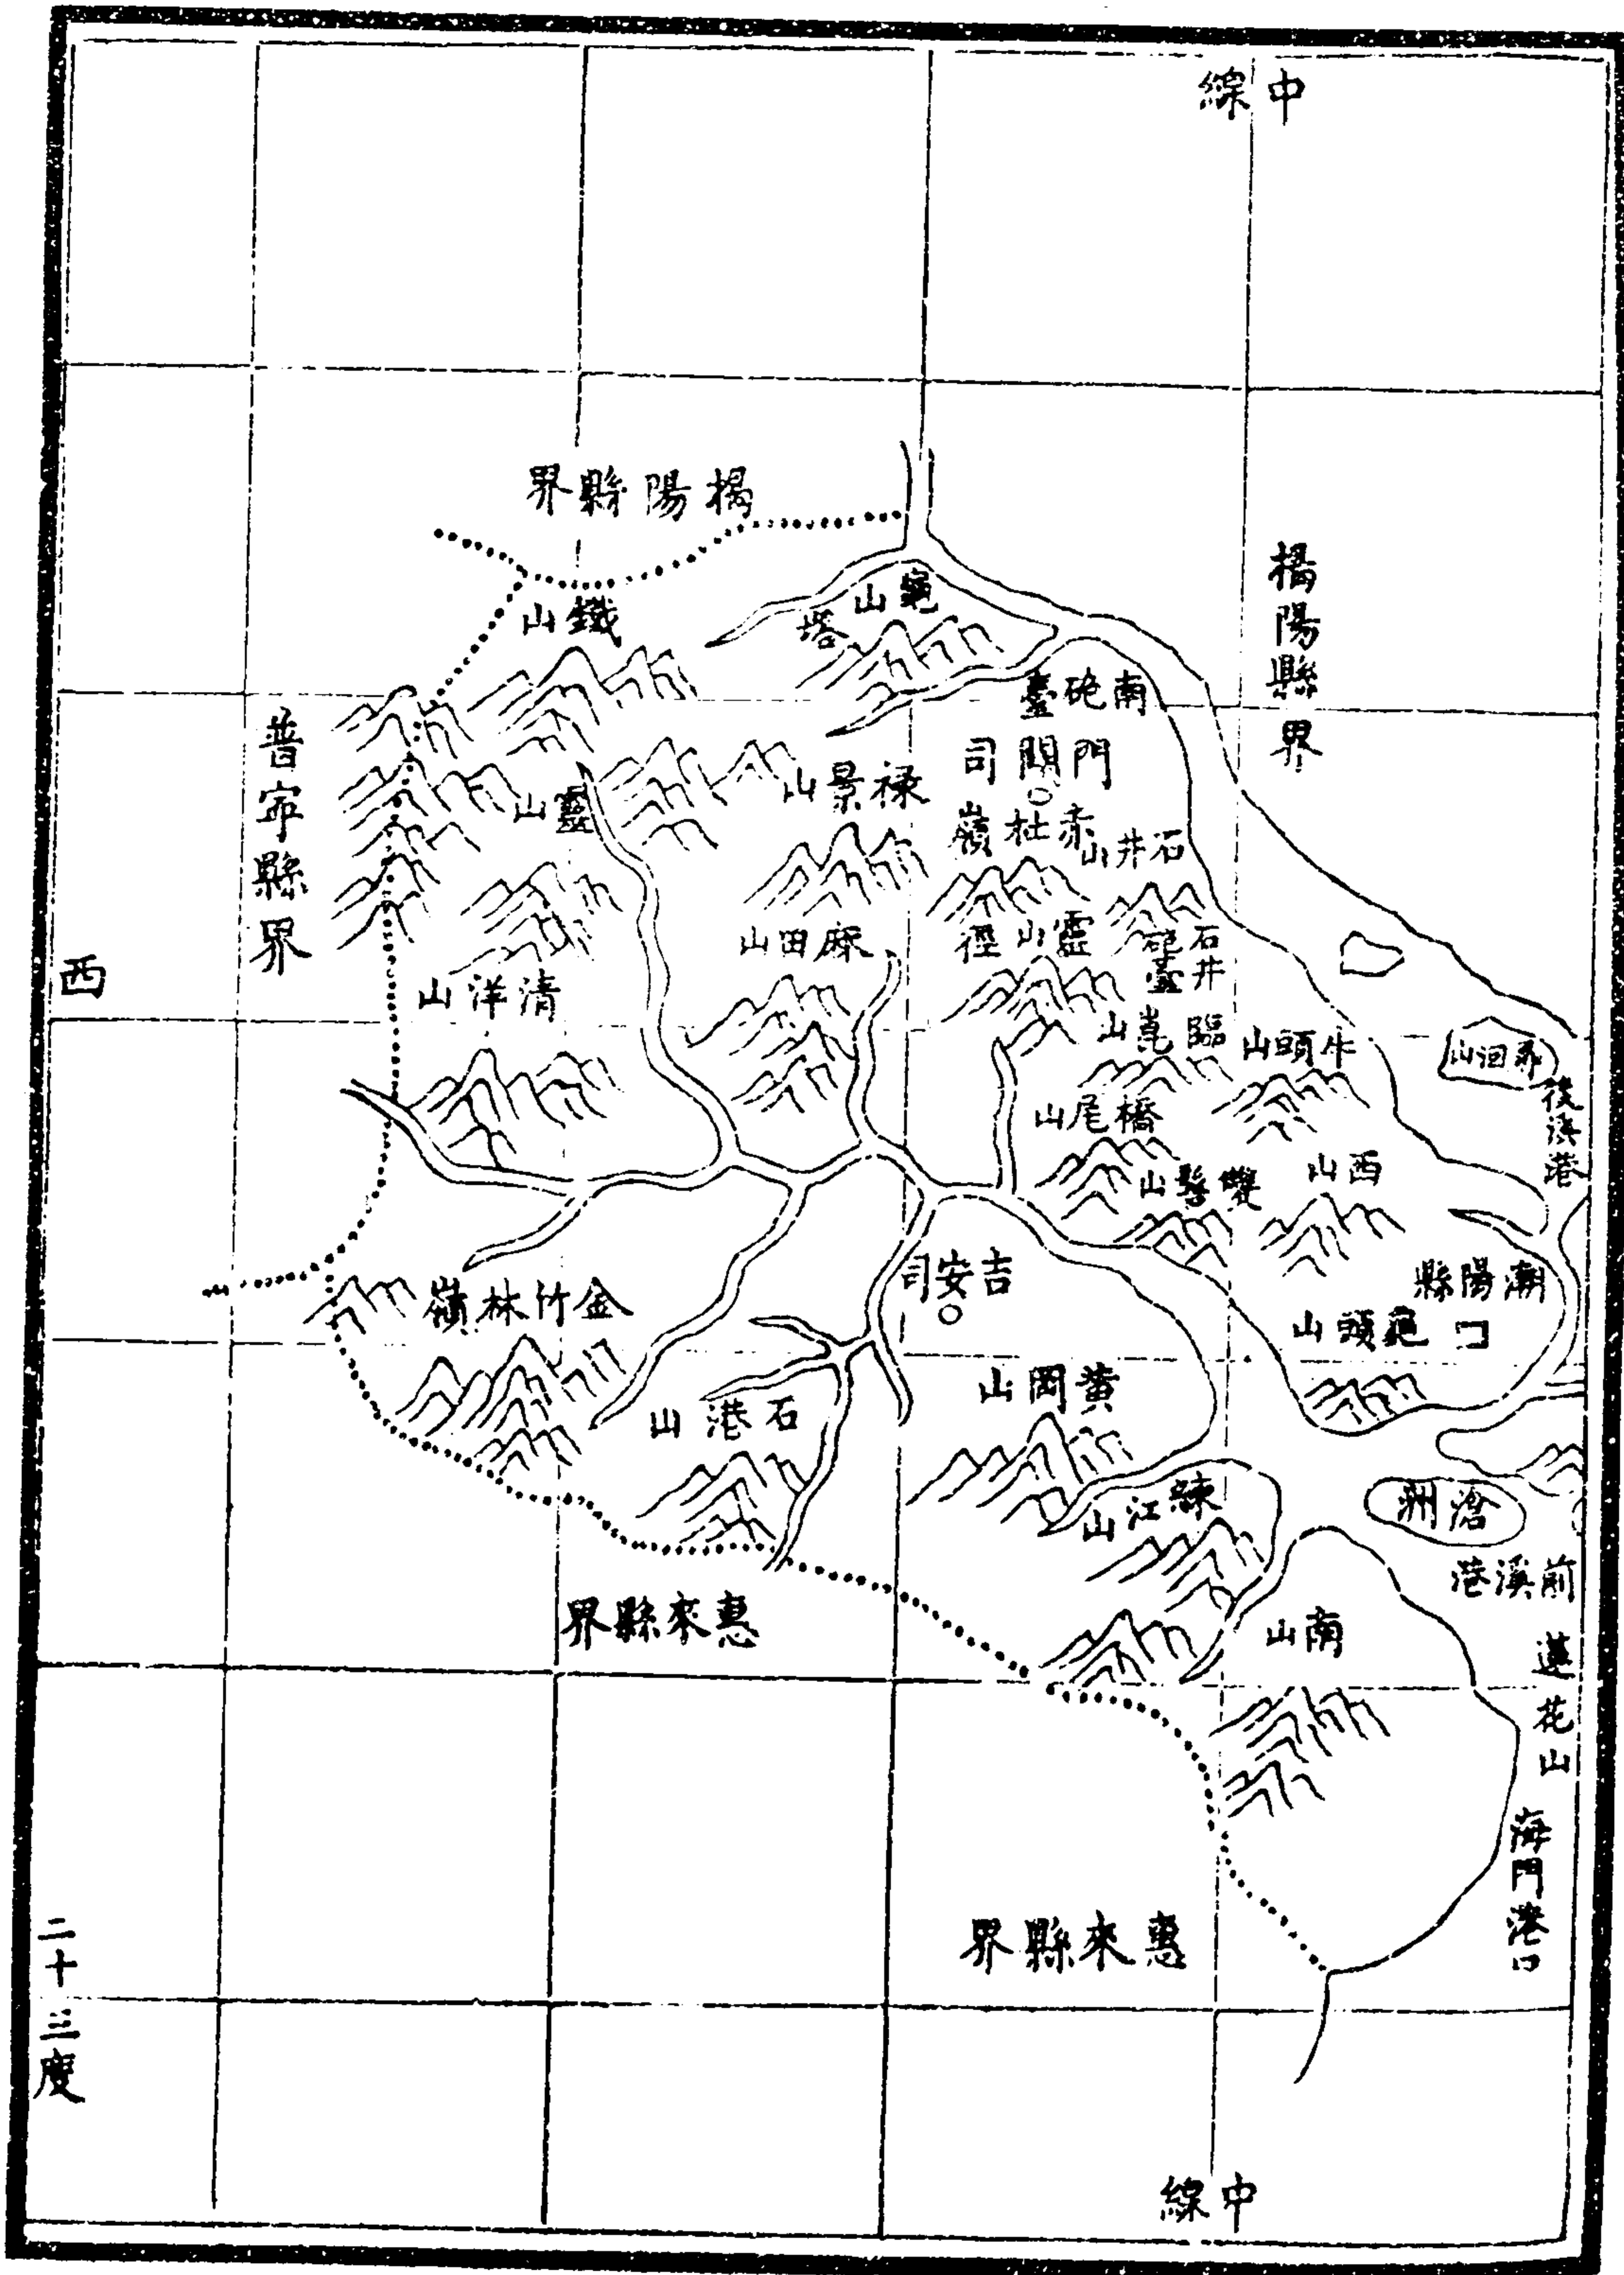 中線
揭陽縣界
揭陽縣界
龜山
塔
鐵山
南砲臺
門闢司
普寧縣界
祿景山
靈山
赤杜嶺
石井山
石井砲臺
靈山徑
麻田山
西
清洋山
臨崑山
牛頭山
後溪港
橋尾山
雙髻山
西山
潮陽縣
吉安司
金竹林嶺
龜頭山
黃岡山
石港山
練江山
滄洲
前溪港
惠來縣界
南山
蓮花山
海門港口
惠來縣界
二十三度
中線